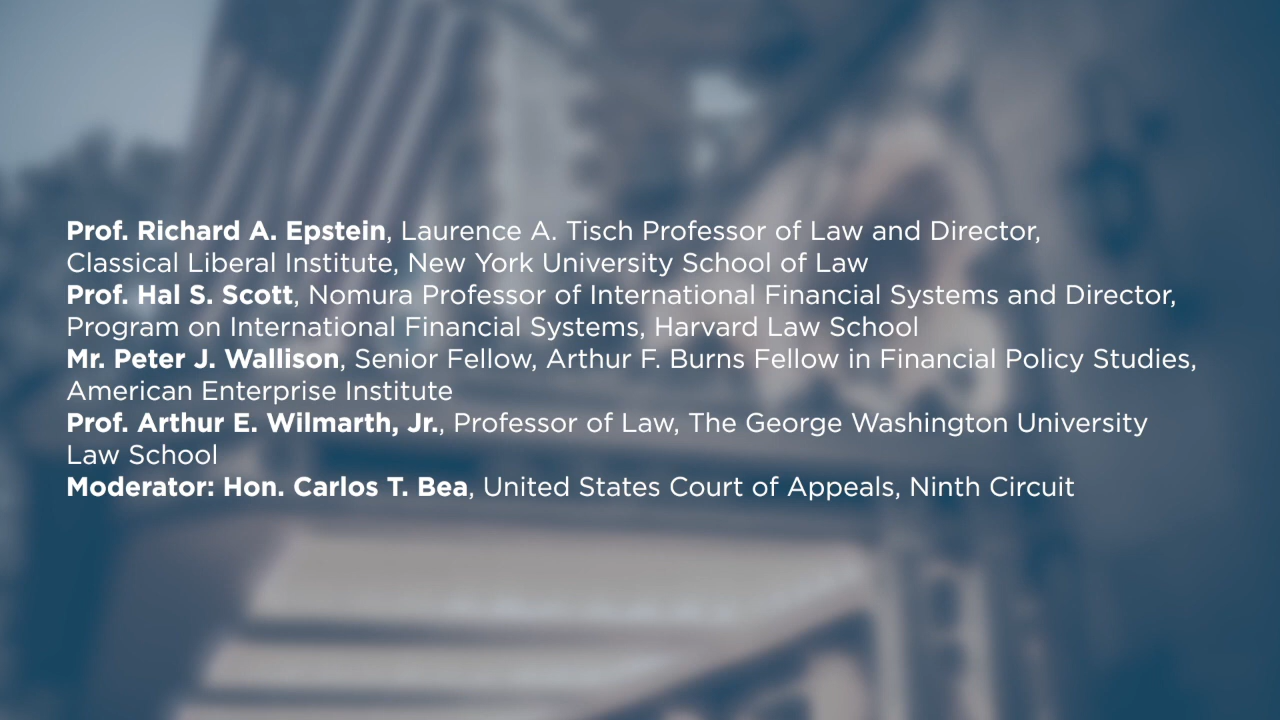 Prof. Richard A. Epstein, Laurence A. Tisch Professor of Law and Director,
Classical Liberal Institute, New York University School of Law
Prof. Hal S. Scott, Nomura Professor of International Financial Systems and Director,
Program on International Financial Systems, Harvard Law School
Mr. Peter J. Wallison, Senior Fellow, Arthur F. Burns Fellow in Financial Policy Studies,
American Enterprise Institute
Prof. Arthur E. Wilmarth, Jr., Professor of Law, The George Washington University
Law School
Moderator: Hon. Carlos T. Bea, United States Court of Appeals, Ninth Circuit